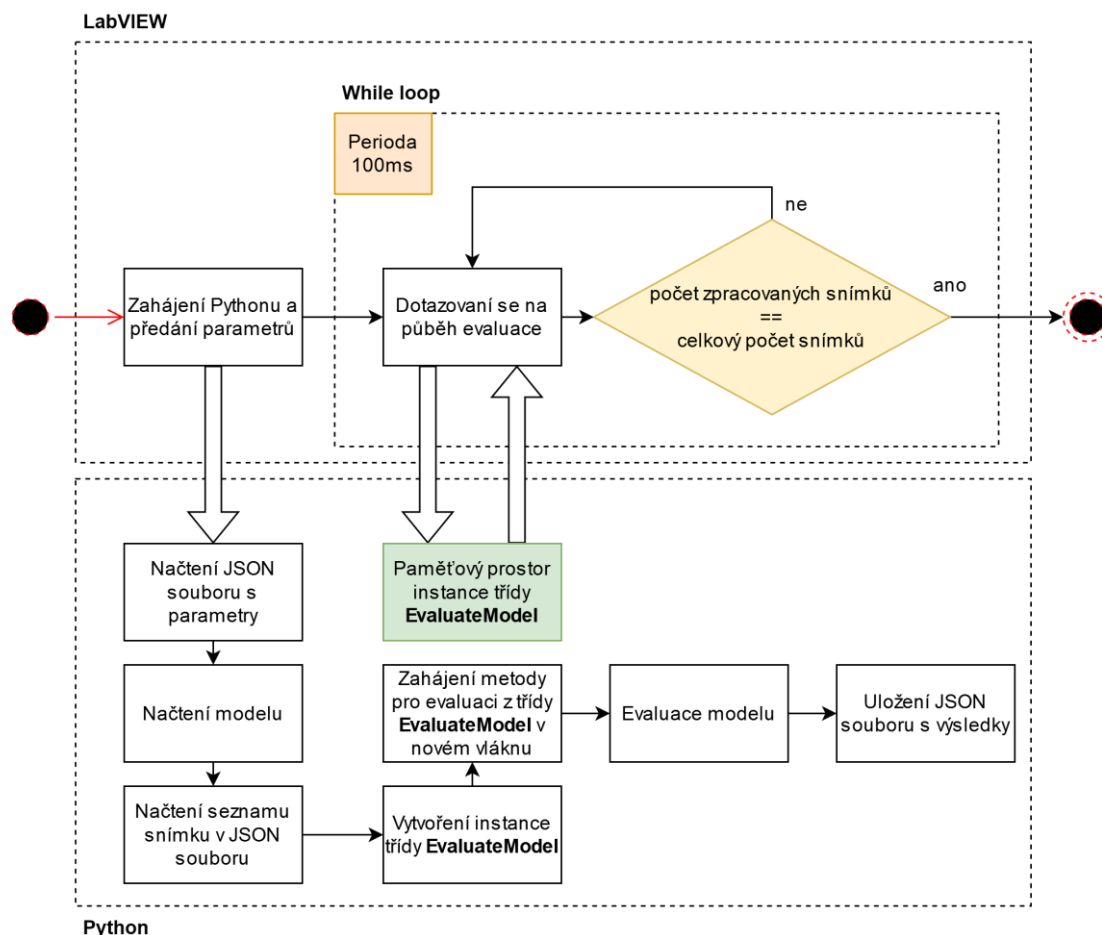 LabVIEW
While loop
Perioda
100ms
ne
Zahájení Pythonu a
předání parametrů
Dotazovaní se na
půběh evaluace
počet zpracovaných snímků
==
celkový počet snímků
ano
Načtení JSON
souboru s
parametry
Paměťový prostor
instance třídy
EvaluateModel
Načtení modelu
Zahájení metody
pro evaluaci z třídy
EvaluateModel v
novém vláknu
Evaluace modelu
Uložení JSON
souboru s výsledky
Načtení seznamu
snímku v JSON
souboru
Vytvoření instance
třídy EvaluateModel
Python